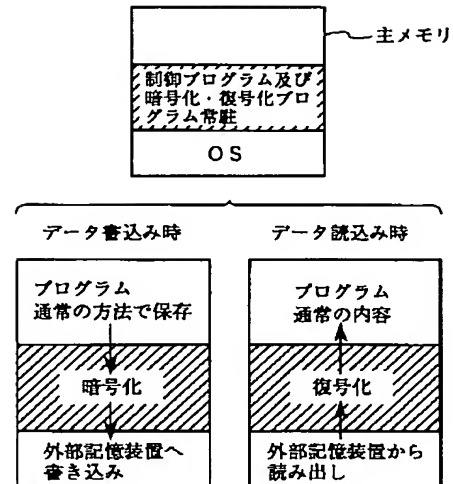 主メモリ
制御プログラム及び
暗号化・復号化プロ
グラム常駐
OS
データ書込み時
データ読込み時
プログラム
通常の方法で保存
暗号化
外部記憶装置へ
書き込み
プログラム
通常の内容
復号化
外部記憶装置から
読み出し